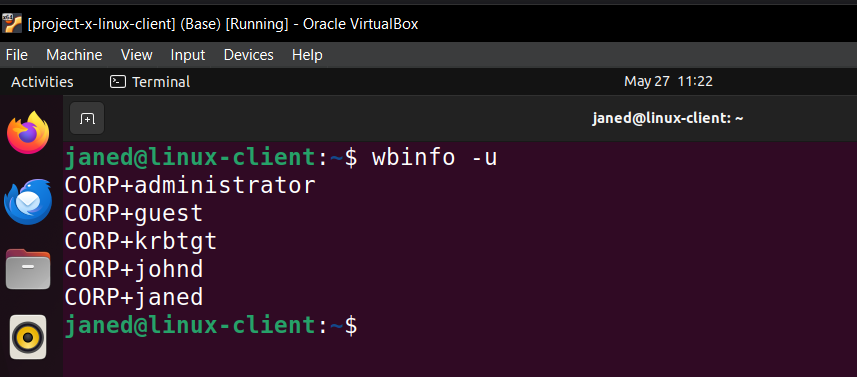 [project-x-linux-client] (Base) [Running] - Oracle VirtualBox
File Machine View Input Devices Help
Activities Terminal May 27 11:22
janed@linux-client: ~
janed@linux-client:~$ wbinfo -u
CORP+administrator
CORP+guest
CORP+krbtgt
CORP+johnd
CORP+janed
janed@linux-client:~$